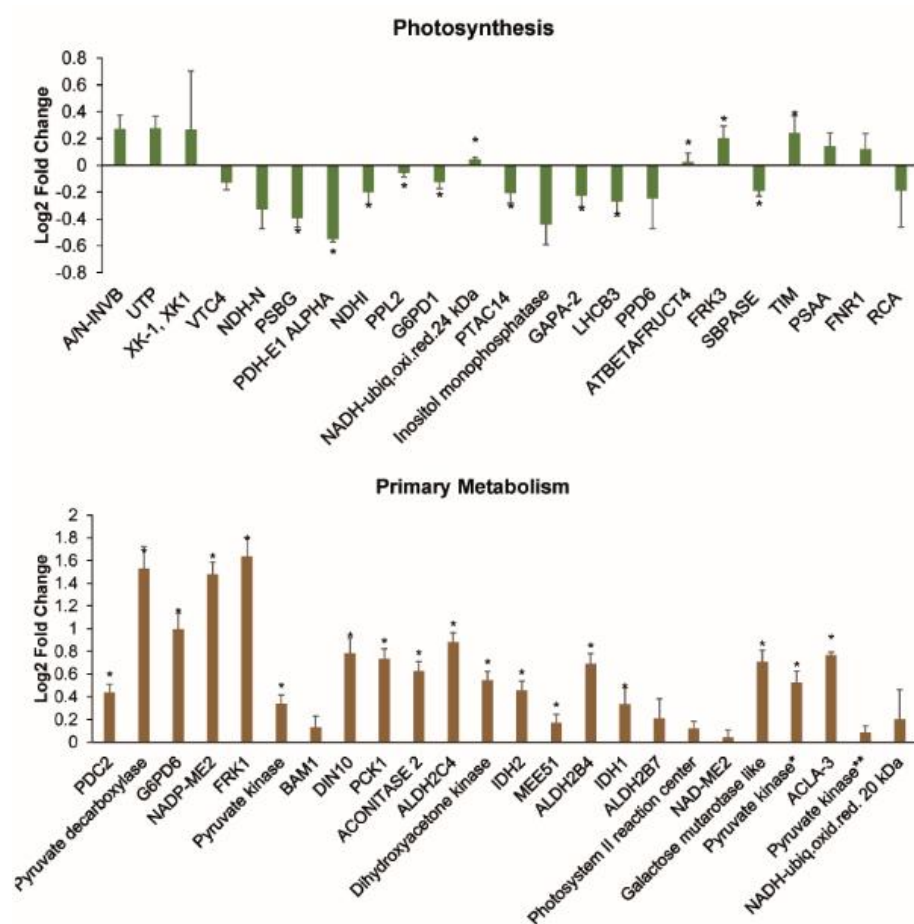 Photosynthesis
Log2 Fold Change
0.8
0.6
0.4
0.2
0
-0.2
-0.4
-0.6
-0.8
* * * * * * * * * * * * * *
A/N-INVB
UTP
XK-1, XK1
VTC4
NDH-N
PSBG
PDH-E1 ALPHA
NDHI
PPL2
G6PD1
NADH-ubiq.oxi.red.24 kDa
PTAC14
Inositol monophosphatase
GAPA-2
LHCB3
PPD6
ATBETAFRUCT4
FRK3
SBPASE
TIM
PSAA
FNR1
RCA
Primary Metabolism
Log2 Fold Change
2
1.8
1.6
1.4
1.2
1
0.8
0.6
0.4
0.2
0
* * * * * * * * * * * * * * * * * *
PDC2
Pyruvate decarboxylase
G6PD6
NADP-ME2
FRK1
Pyruvate kinase
BAM1
DIN10
PCK1
ACONITASE 2
ALDH2C4
Dihydroxyacetone kinase
IDH2
MEE51
ALDH2B4
IDH1
ALDH2B7
Photosystem II reaction center
NAD-ME2
Galactose mutarotase like
Pyruvate kinase*
ACLA-3
Pyruvate kinase**
NADH-ubiq.oxid.red. 20 kDa